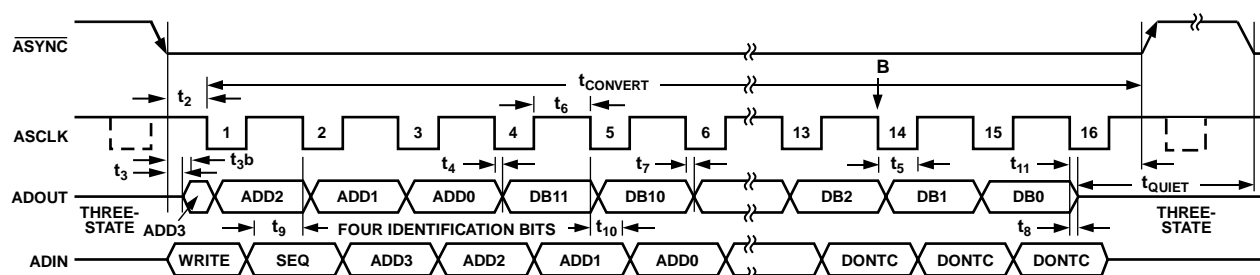 ASYNC
B
tCONVERT
t2
t6
ASCLK
1
2
3
4
5
6
13
14
15
16
t3
t3b
t4
t7
t5
t11
tQUIET
ADOUT
ADD2
ADD1
ADD0
DB11
DB10
DB2
DB1
DB0
THREE-
STATE
ADD3
t9
FOUR IDENTIFICATION BITS
t10
t8
THREE-
STATE
ADIN
WRITE
SEQ
ADD3
ADD2
ADD1
ADD0
DONTC
DONTC
DONTC